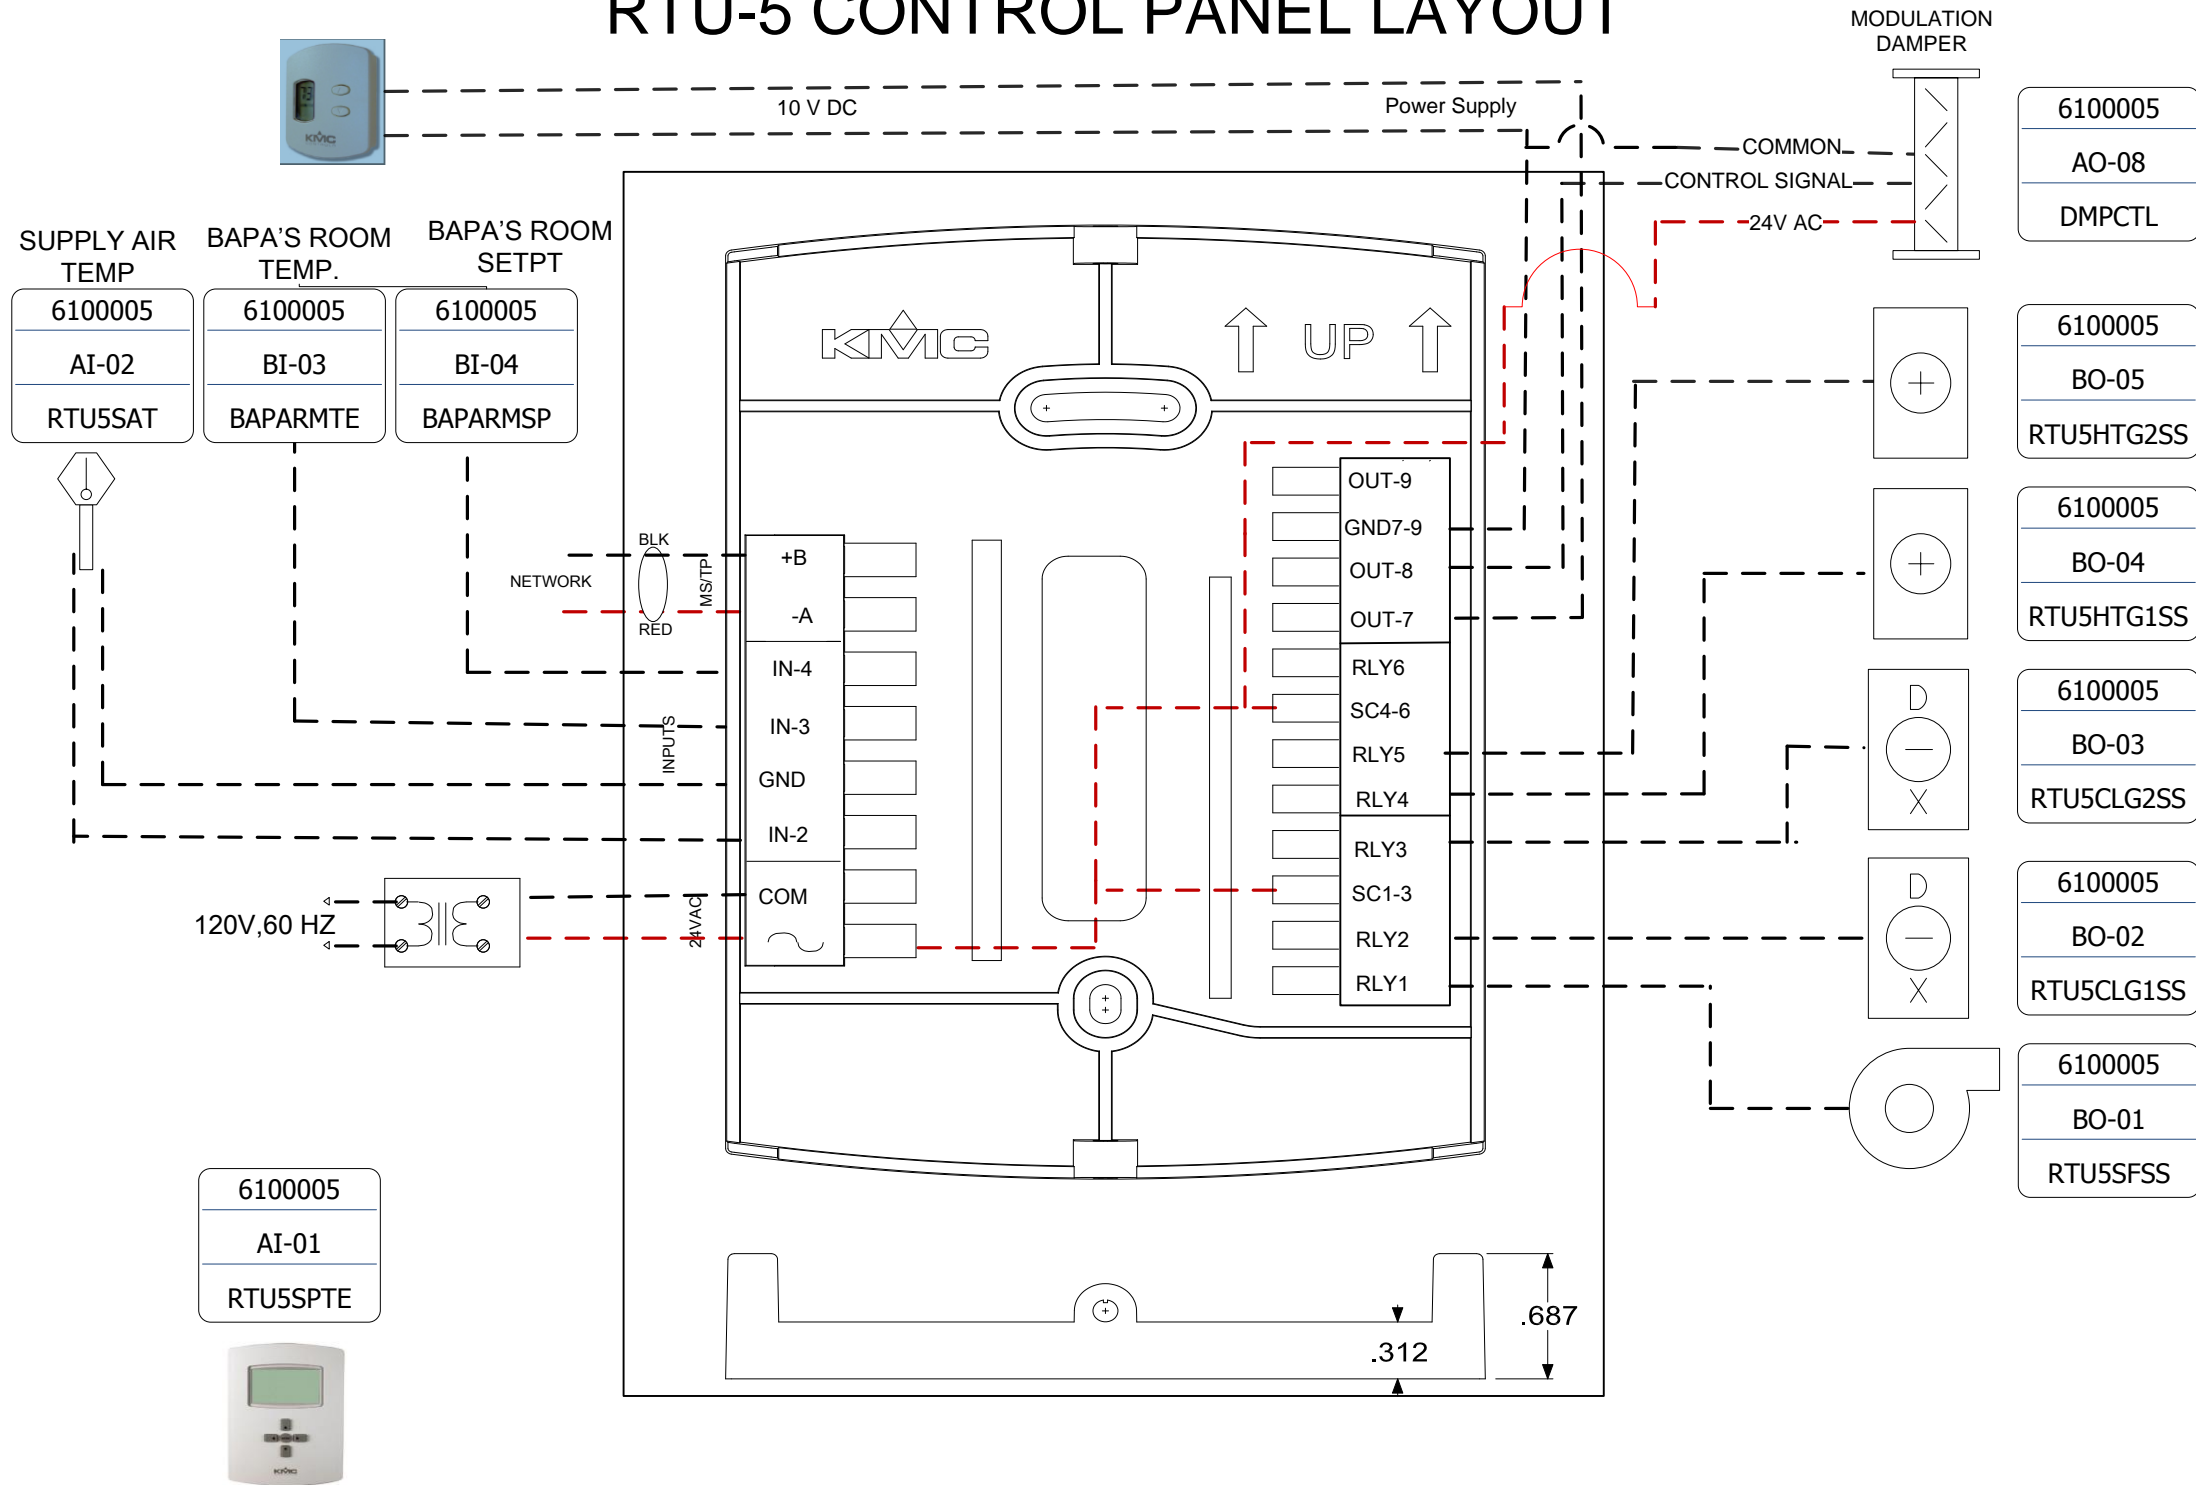 RTU-5 CONTROL PANEL LAYOUT
MODULATION
DAMPER
10 V DC
Power Supply
COMMON
CONTROL SIGNAL
24V AC
6100005
AO-08
DMPCTL
KMC
SUPPLY AIR
TEMP
BAPA'S ROOM
TEMP.
BAPA'S ROOM
SETPT
6100005
AI-02
RTU5SAT
6100005
BI-03
BAPARMTE
6100005
BI-04
BAPARMSP
KMC
UP
6100005
BO-05
RTU5HTG2SS
6100005
BO-04
RTU5HTG1SS
D
X
6100005
BO-03
RTU5CLG2SS
D
X
6100005
BO-02
RTU5CLG1SS
6100005
BO-01
RTU5SFSS
NETWORK
BLK
RED
MS/TP
INPUTS
24VAC
120V,60 HZ
+B
-A
IN-4
IN-3
GND
IN-2
COM
OUT-9
GND7-9
OUT-8
OUT-7
RLY6
SC4-6
RLY5
RLY4
RLY3
SC1-3
RLY2
RLY1
6100005
AI-01
RTU5SPTE
KMC
.687
.312